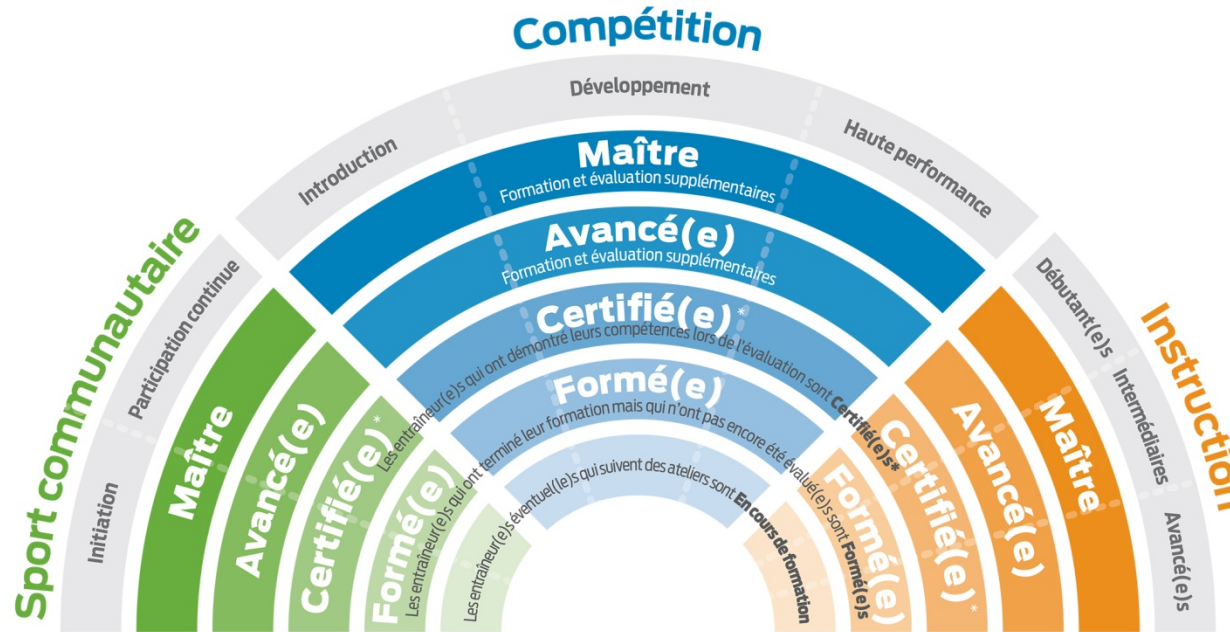 Compétition
Introduction
Développement
Haute performance
Maître
Formation et évaluation supplémentaires
Avancé(e)
Formation et évaluation supplémentaires
Certifié(e)*
Les entraîneur(e)s qui ont démontré leurs compétences lors de l'évaluation sont Certifié(e)s*
Formé(e)
Les entraîneur(e)s qui ont terminé leur formation mais qui n'ont pas encore été évalué(e)s sont Formé(e)s
Les entraîneur(e)s éventuel(le)s qui suivent des ateliers sont En cours de formation
Sport communautaire
Initiation
Participation continue
Maître
Avancé(e)
Certifié(e)*
Formé(e)
Instruction
Débutant(e)s
Intermédiaires
Avancé(e)s
Maître
Avancé(e)
Certifié(e)*
Formé(e)